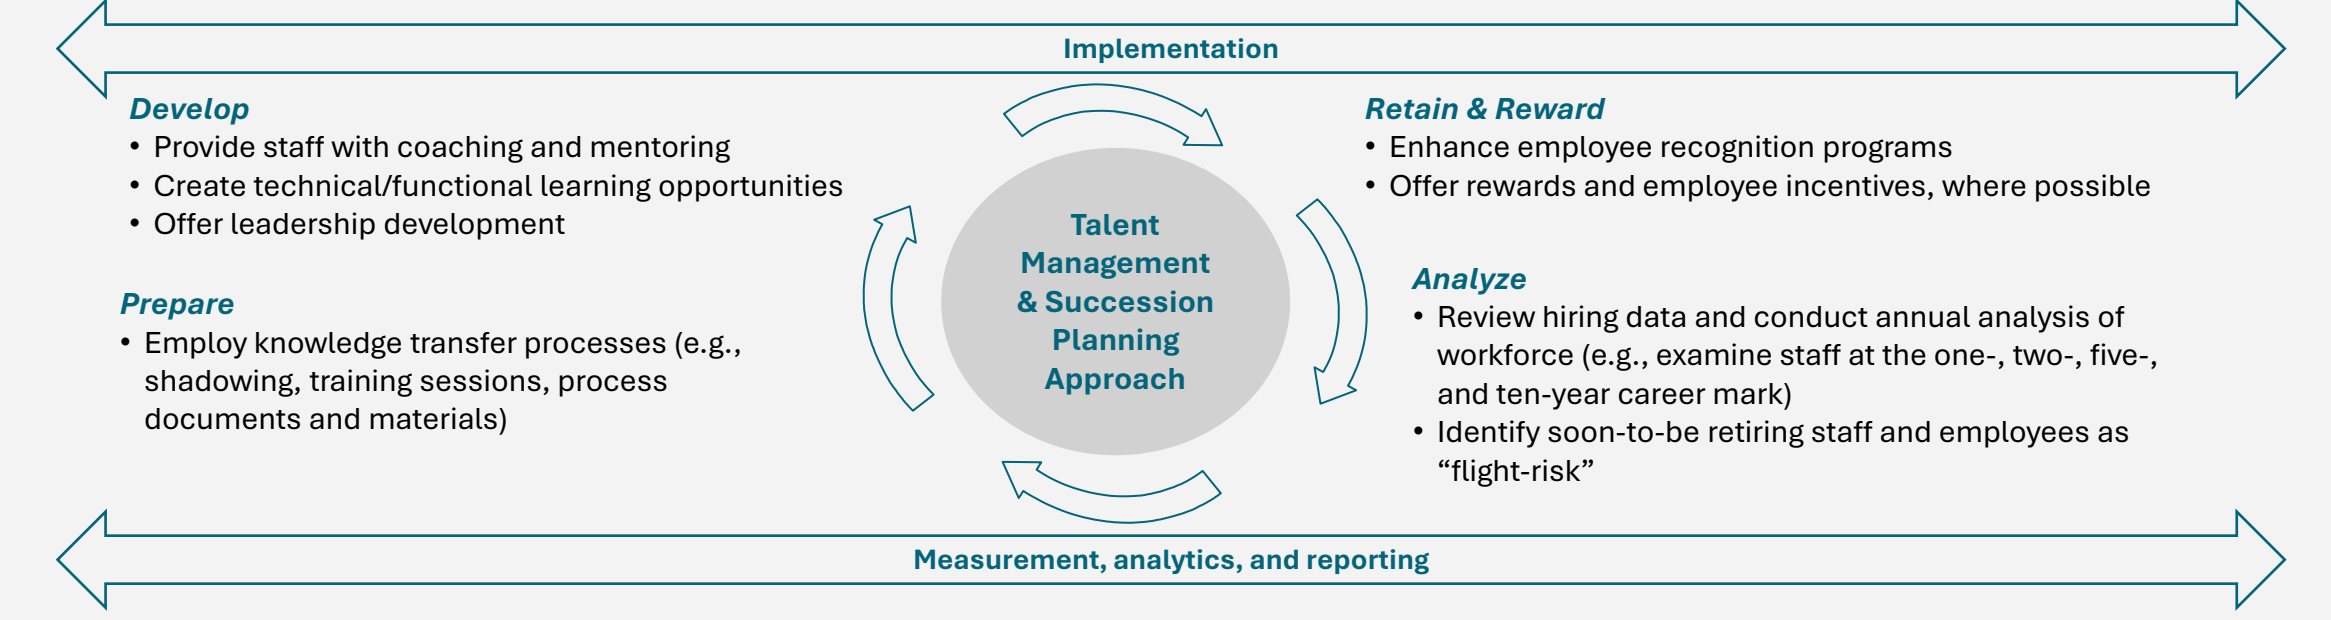 Implementation
Develop
• Provide staff with coaching and mentoring
• Create technical/functional learning opportunities
• Offer leadership development
Prepare
• Employ knowledge transfer processes (e.g.,
shadowing, training sessions, process
documents and materials)
Talent
Management
& Succession
Planning
Approach
Retain & Reward
• Enhance employee recognition programs
• Offer rewards and employee incentives, where possible
Analyze
• Review hiring data and conduct annual analysis of
workforce (e.g., examine staff at the one-, two-, five-,
and ten-year career mark)
• Identify soon-to-be retiring staff and employees as
“flight-risk”
Measurement, analytics, and reporting